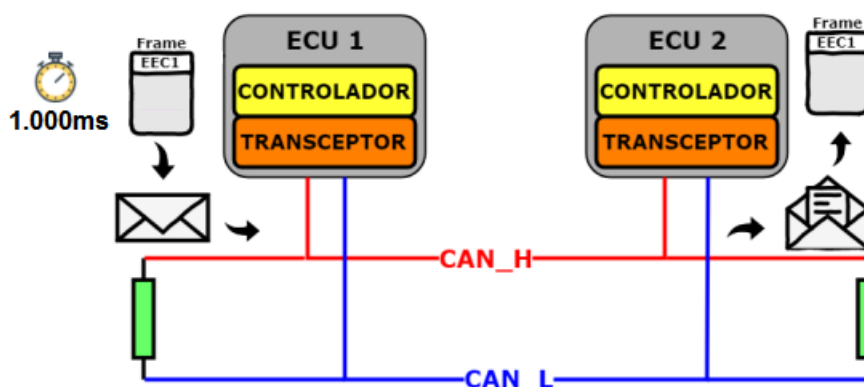 Frame
EEC1
1.000ms
ECU 1
CONTROLADOR
TRANSCEPTOR
ECU 2
CONTROLADOR
TRANSCEPTOR
Frame
EEC1
CAN_H
CAN_L